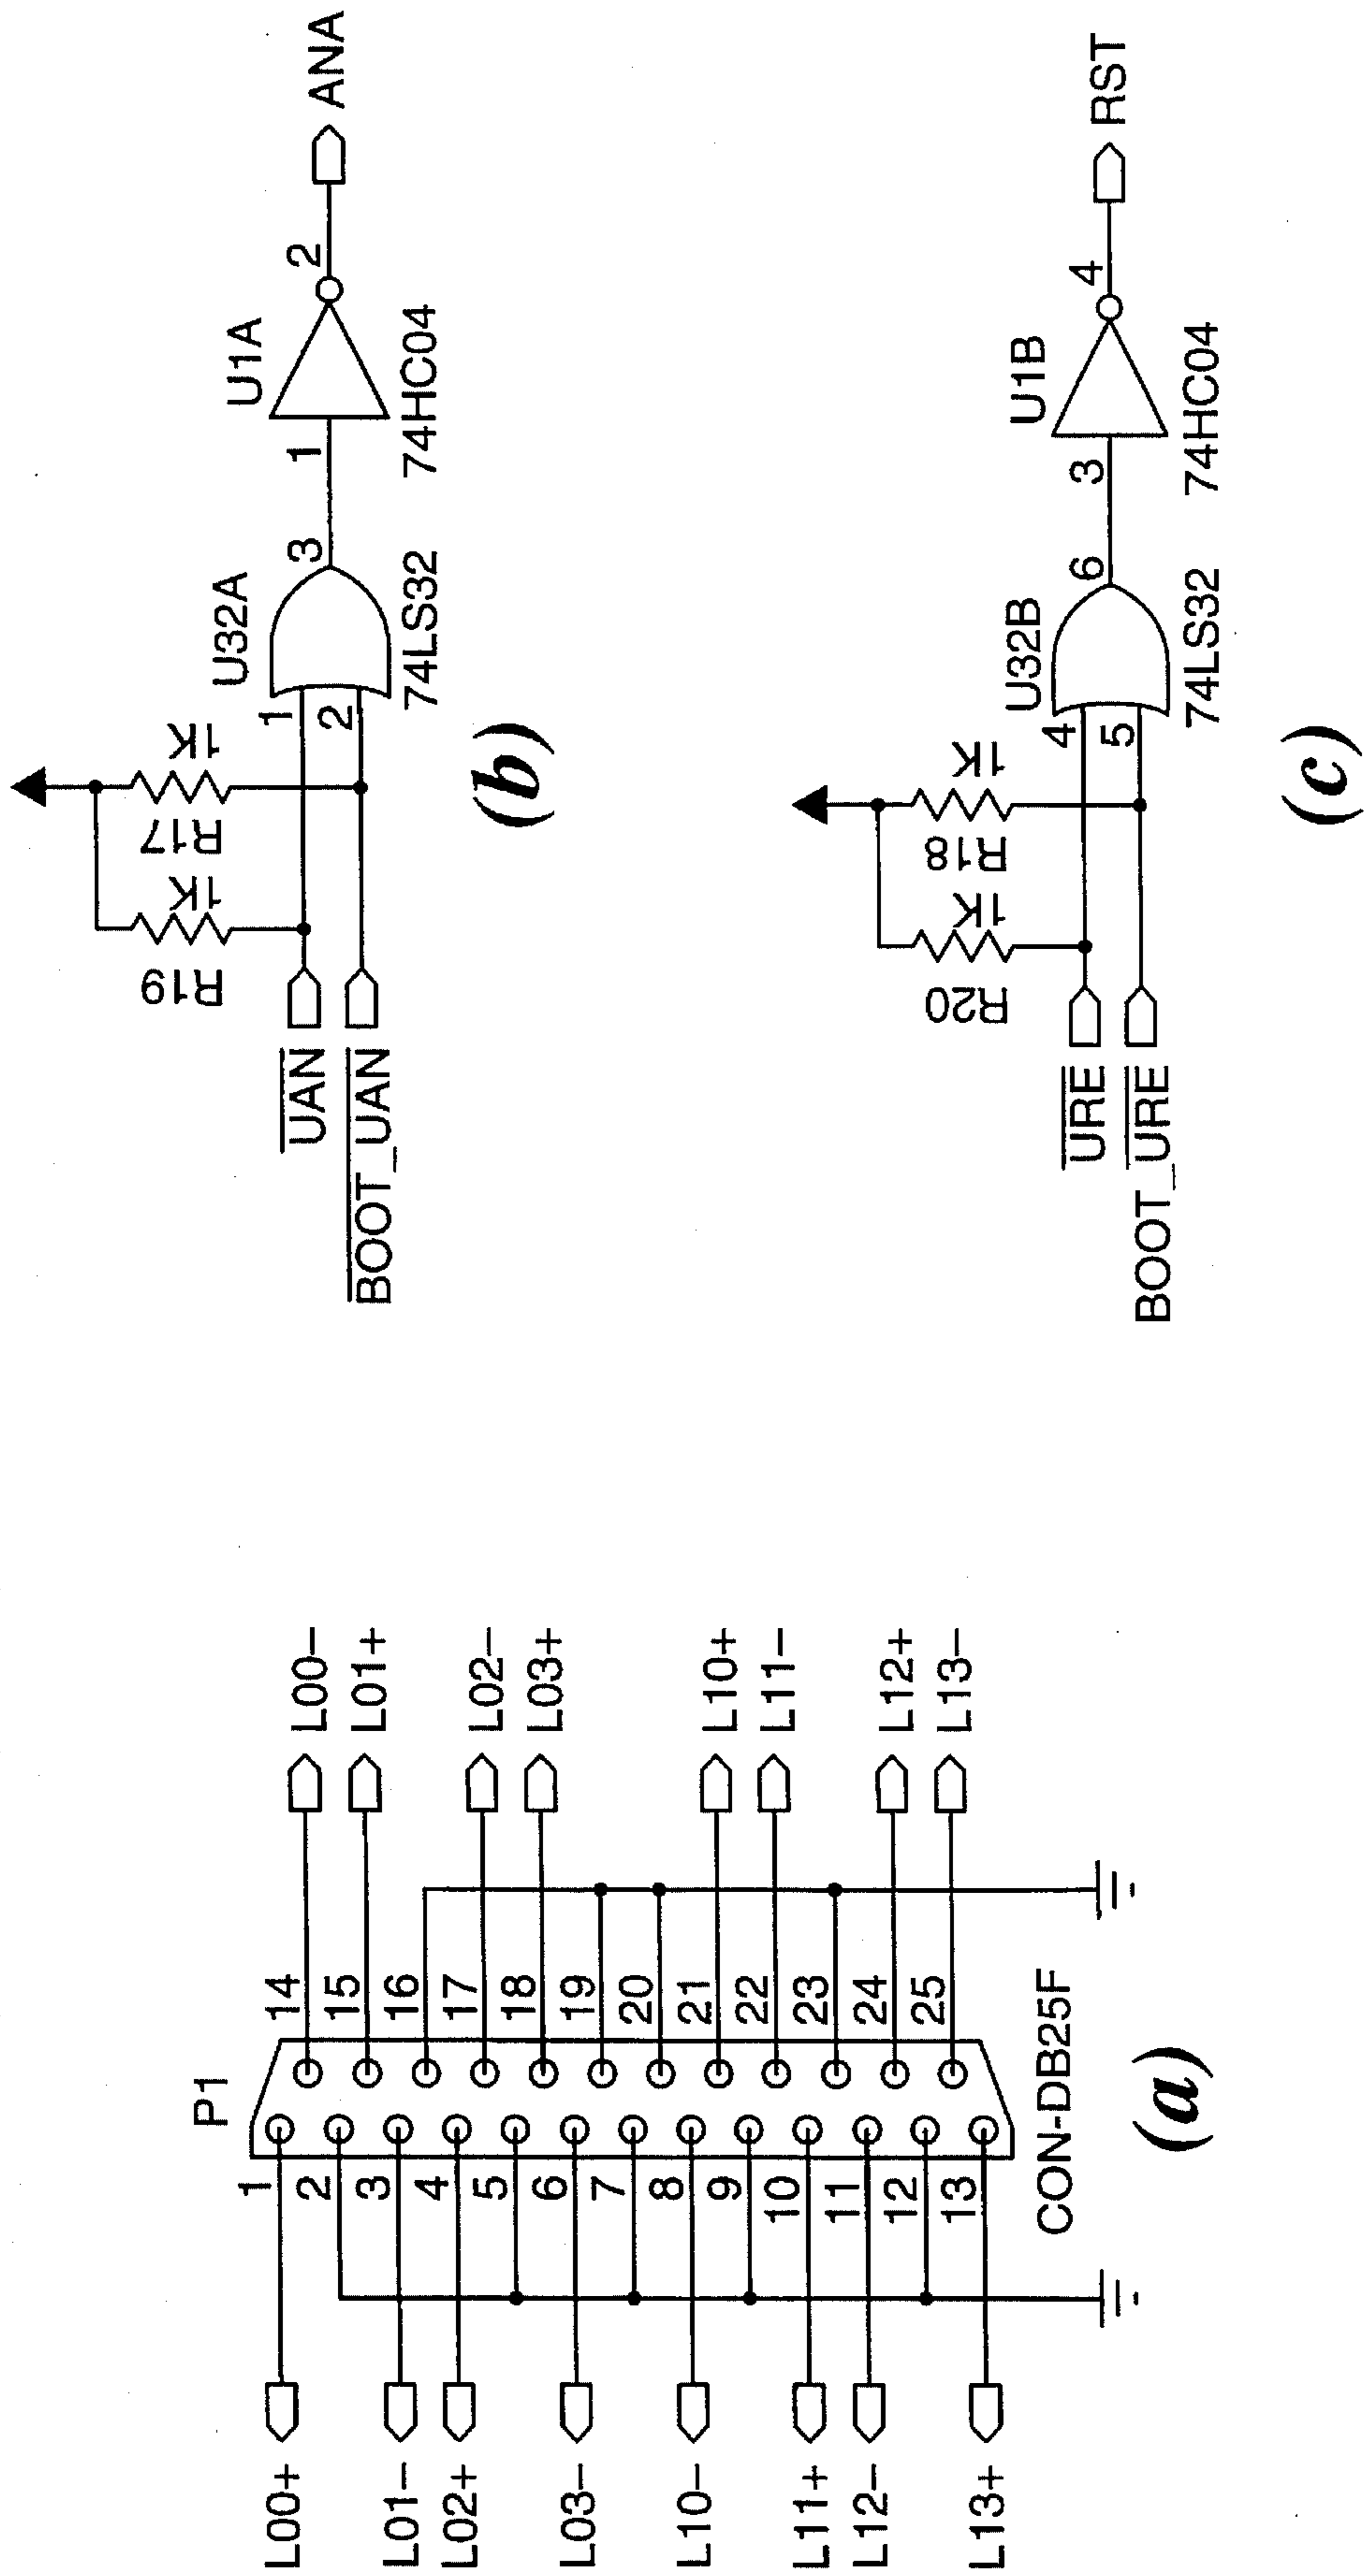 P1
1
2
3
4
5
6
7
8
9
10
11
12
13
14
15
16
17
18
19
20
21
22
23
24
25
L00+
L01−
L02+
L03−
L10−
L11+
L12−
L13+
L00−
L01+
L02−
L03+
L10+
L11−
L12+
L13−
CON-DB25F
(a)
UAN
BOOT_UAN
R19
1K
R17
1K
1
2
U32A
3
74LS32
1
U1A
2
74HC04
ANA
(b)
URE
BOOT_URE
R20
1K
R18
1K
4
5
U32B
6
74LS32
3
U1B
4
74HC04
RST
(c)